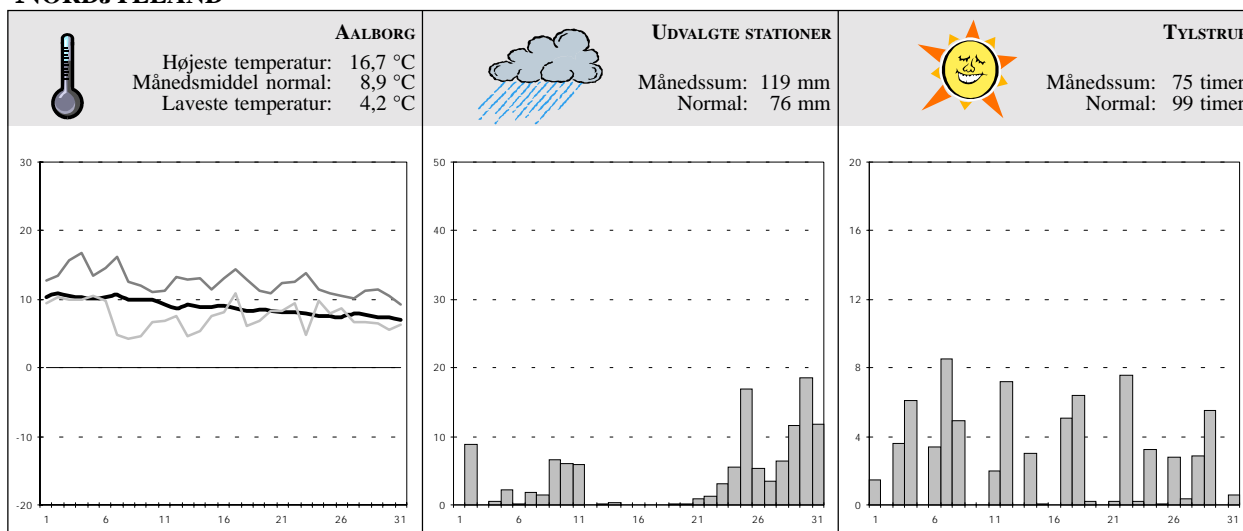 AALBORG
Højeste temperatur: 16,7 °C
Månedsmiddel normal: 8,9 °C
Laveste temperatur: 4,2 °C
30
20
10
0
-10
-20
1 6 11 16 21 26 31
UDVALGTE STATIONER
Månedssum: 119 mm
Normal: 76 mm
50
40
30
20
10
0
1 6 11 16 21 26 31
TYLSTRUP
Månedssum: 75 timer
Normal: 99 timer
20
16
12
8
4
0
1 6 11 16 21 26 31